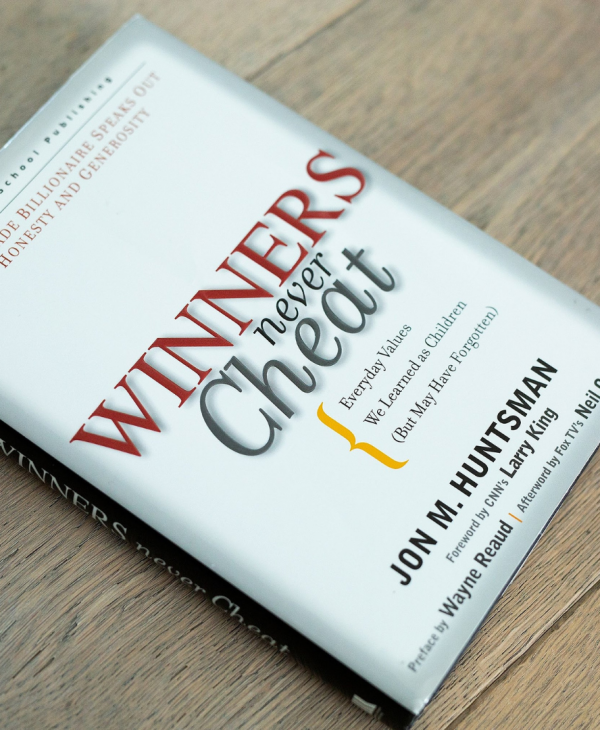 School Publishing
BILLIONAIRE SPEAKS OUT
HONESTY AND GENEROSITY
WINNERS
never
Cheat
Everyday Values
We Learned as Children
(But May Have Forgotten)
JON M. HUNTSMAN
Foreword by CNN's Larry King
Preface by Wayne Reaud | Afterword by Fox TV's Neil
WINNERS never Cheat